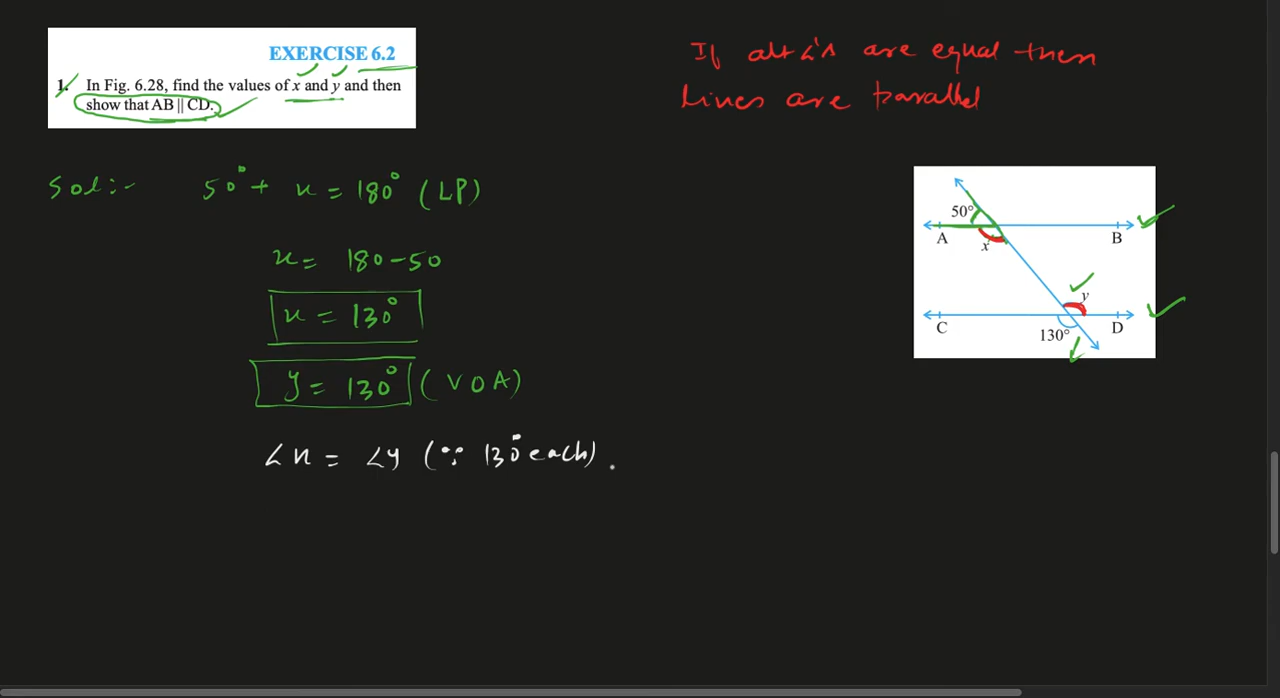 EXERCISE 6.2
1. In Fig. 6.28, find the values of x and y and then
show that AB || CD.
If alt ∠'s are equal then
lines are parallel
Sol:- 50° + x = 180° (LP)
x = 180-50
x = 130°
y = 130° (VOA)
∠x = ∠y (∵ 130° each).
50°
A
B
x
y
C
130°
D